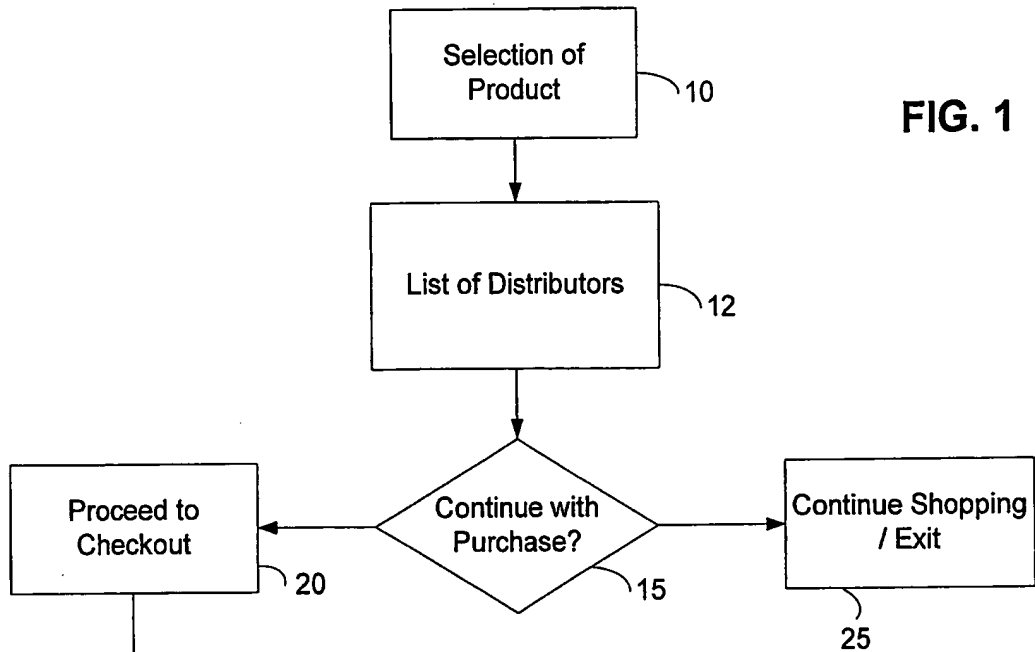 Selection of
Product
10
FIG. 1
List of Distributors
12
Continue with
Purchase?
15
Proceed to
Checkout
20
Continue Shopping
/ Exit
25